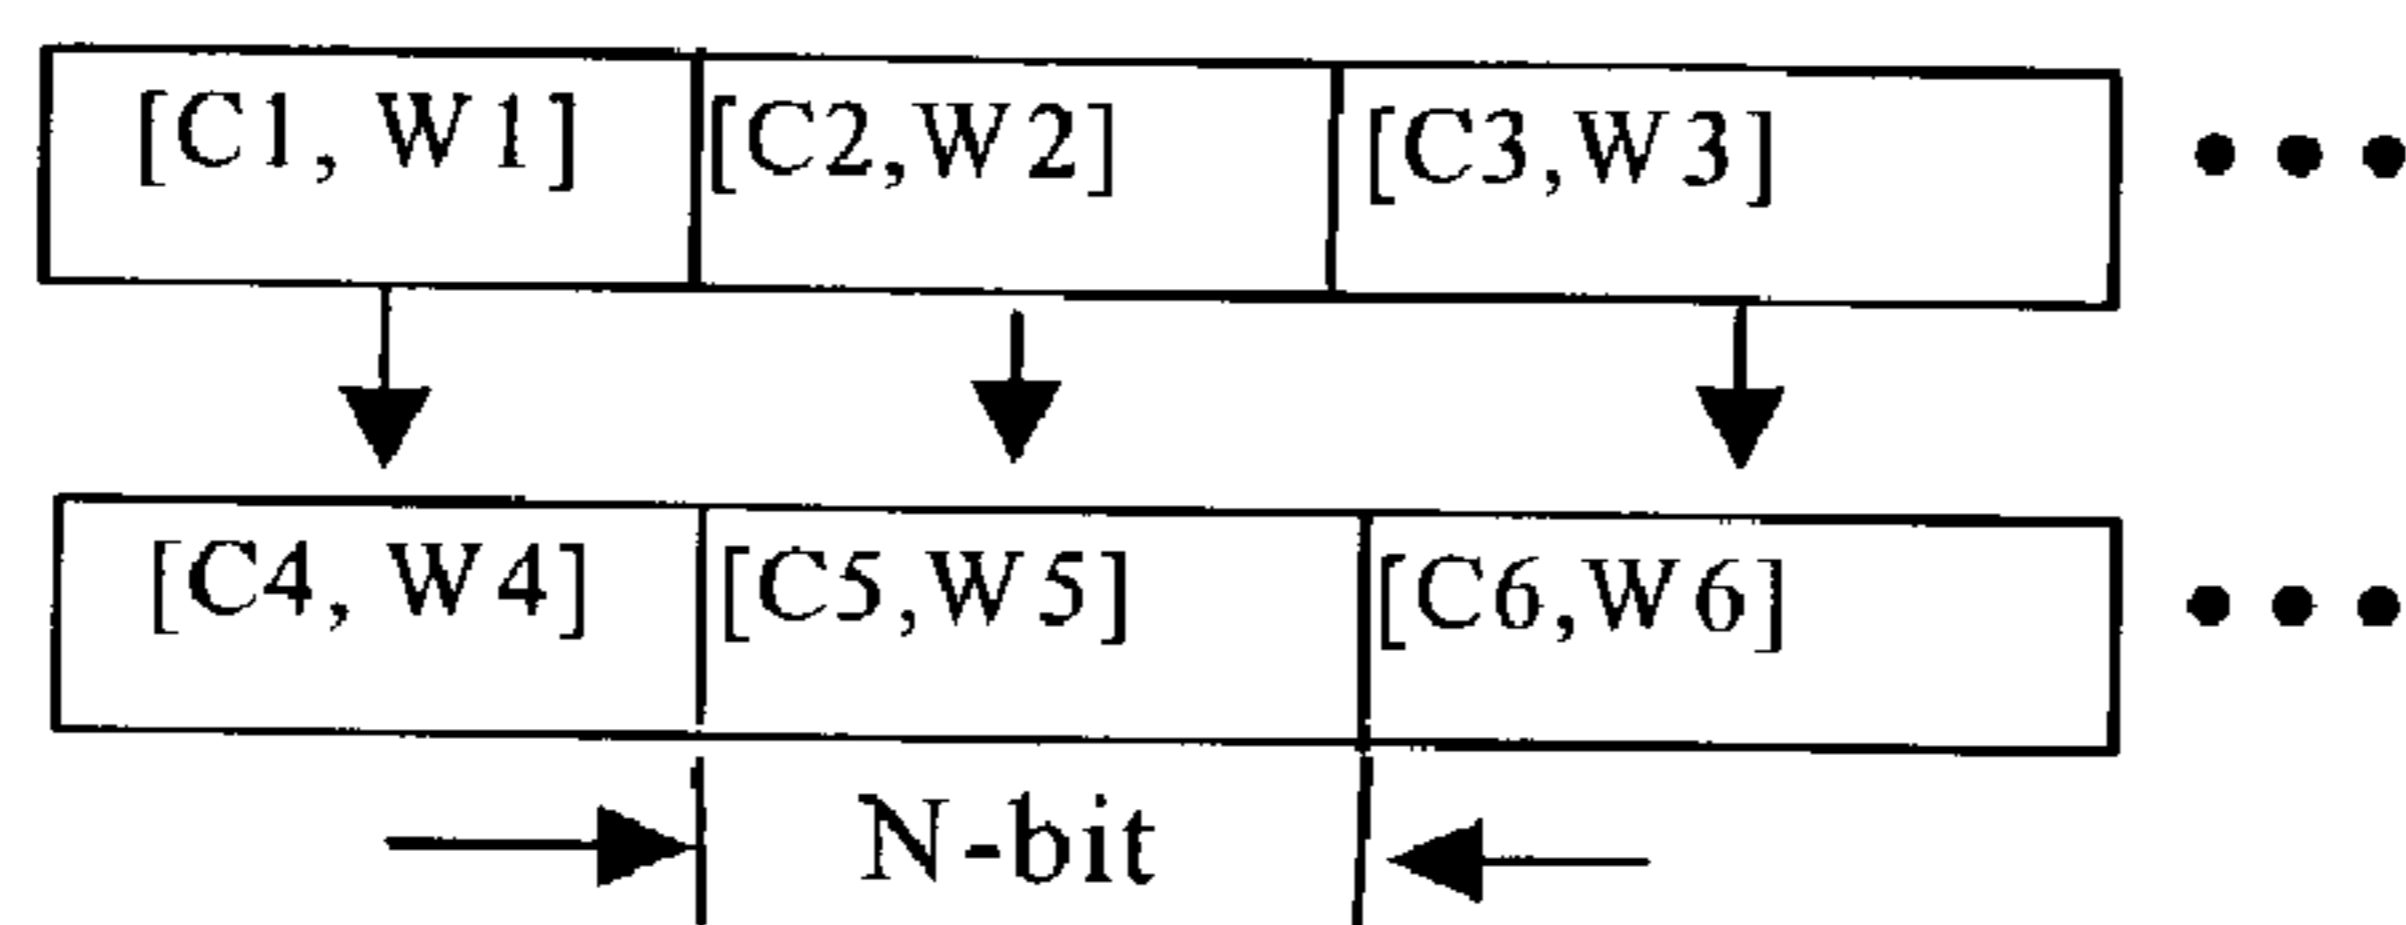 [C1, W1] [C2,W2] [C3,W3] •••
[C4, W4] [C5,W5] [C6,W6] •••
N-bit